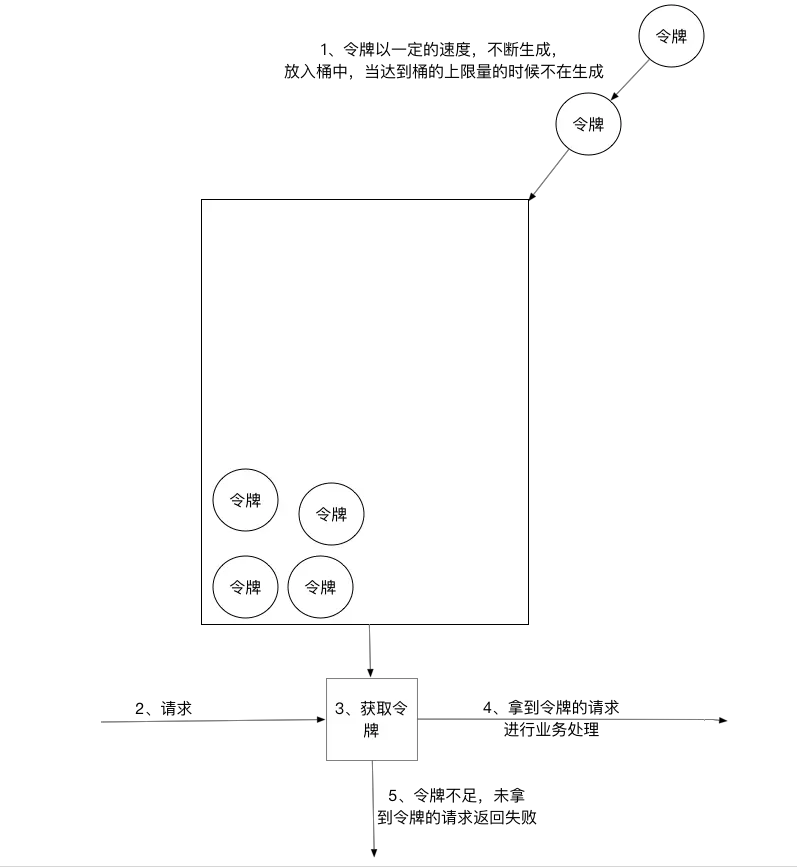 令牌
1、令牌以一定的速度，不断生成，
放入桶中，当达到桶的上限量的时候不在生成
令牌
令牌
令牌
令牌
令牌
2、请求
3、获取令
牌
4、拿到令牌的请求
进行业务处理
5、令牌不足，未拿
到令牌的请求返回失败